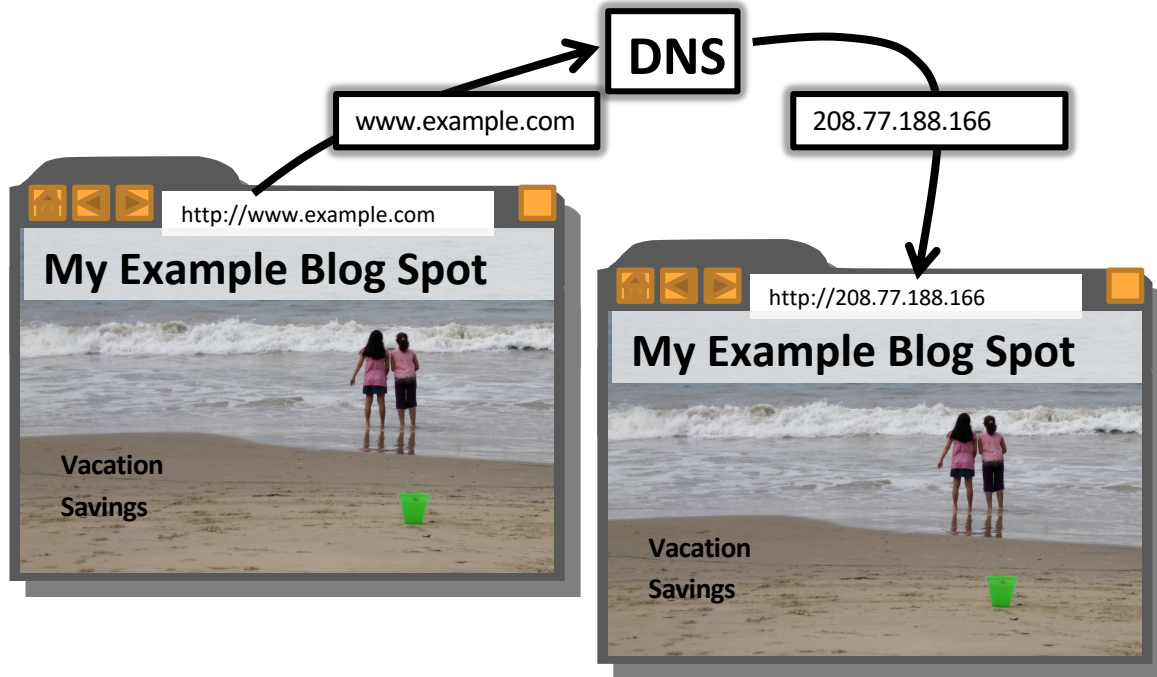 DNS
www.example.com
208.77.188.166
http://www.example.com
My Example Blog Spot
Vacation
Savings
http://208.77.188.166
My Example Blog Spot
Vacation
Savings